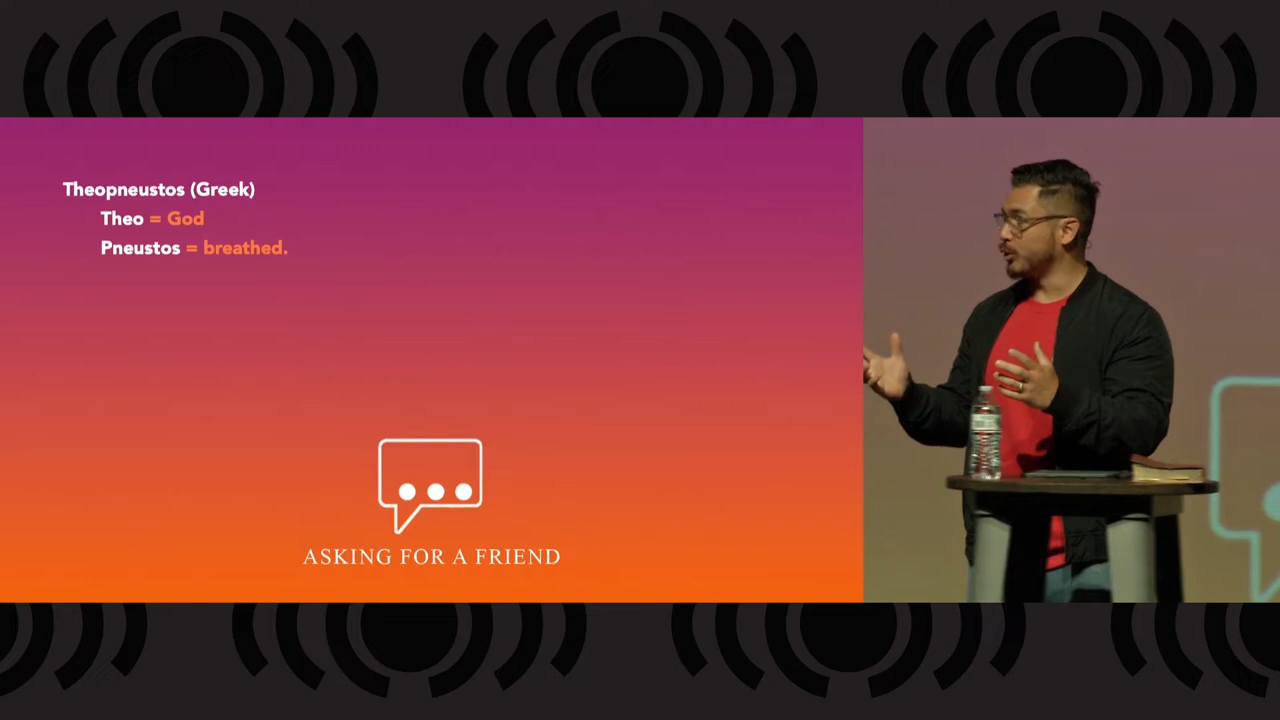 Theopneustos (Greek)
Theo = God
Pneustos = breathed.
ASKING FOR A FRIEND